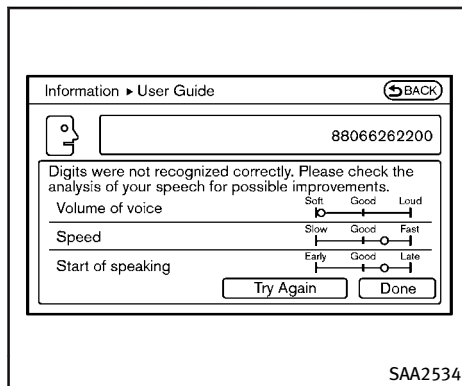 Information ▸ User Guide
BACK
88066262200
Digits were not recognized correctly. Please check the
analysis of your speech for possible improvements.
Volume of voice
Soft Good Loud
Speed
Slow Good Fast
Start of speaking
Early Good Late
Try Again
Done
SAA2534